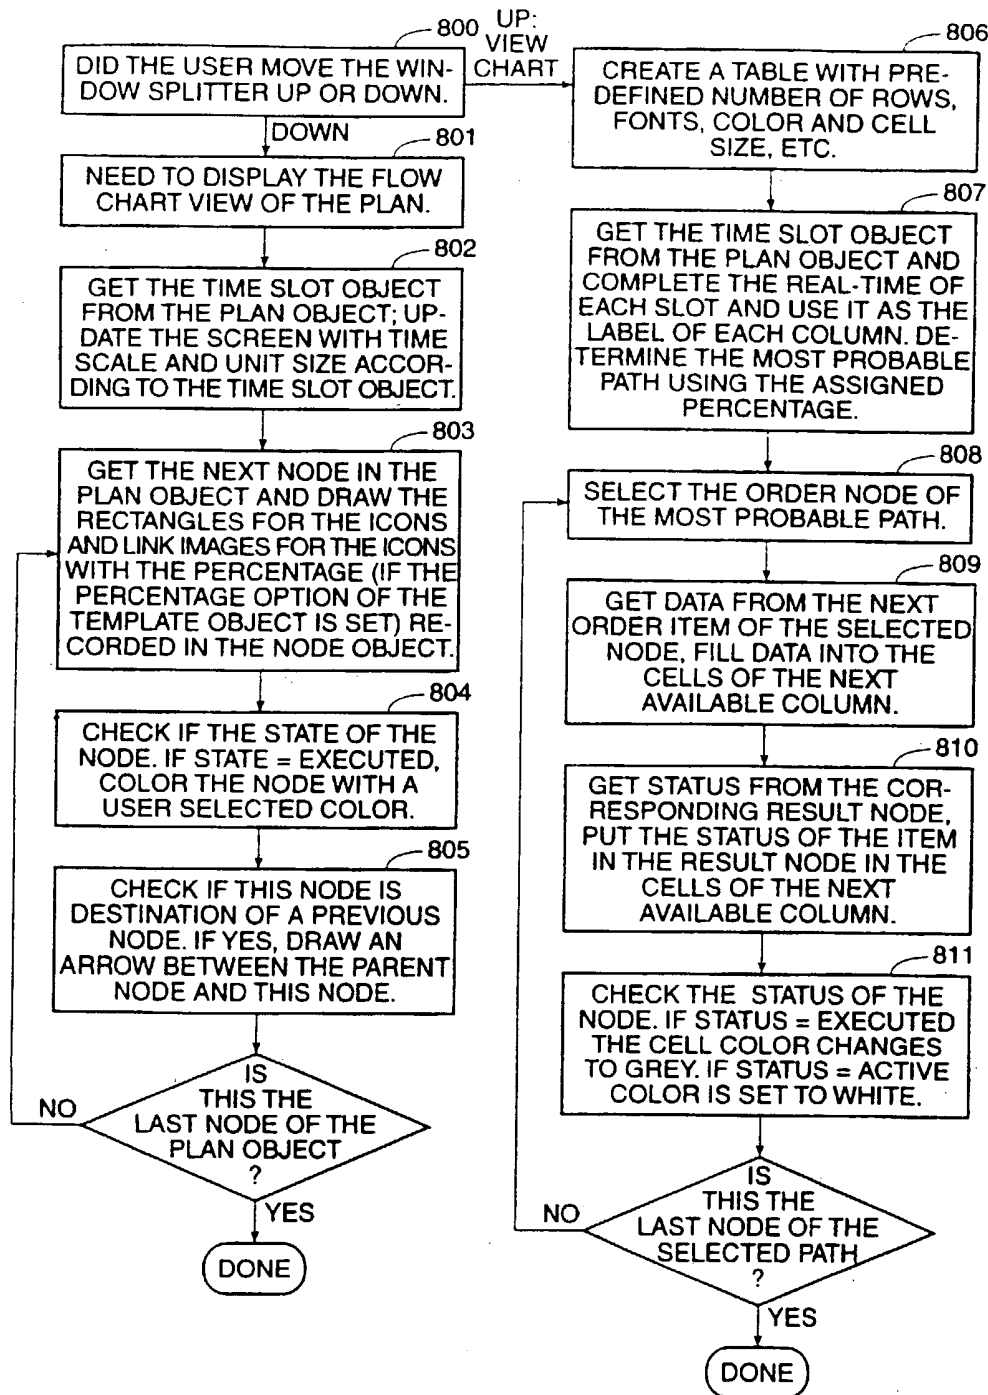 800
DID THE USER MOVE THE WIN-
DOW SPLITTER UP OR DOWN.
UP:
VIEW
CHART
DOWN
801
NEED TO DISPLAY THE FLOW
CHART VIEW OF THE PLAN.
802
GET THE TIME SLOT OBJECT
FROM THE PLAN OBJECT; UP-
DATE THE SCREEN WITH TIME
SCALE AND UNIT SIZE ACCOR-
DING TO THE TIME SLOT OBJECT.
803
GET THE NEXT NODE IN THE
PLAN OBJECT AND DRAW THE
RECTANGLES FOR THE ICONS
AND LINK IMAGES FOR THE ICONS
WITH THE PERCENTAGE (IF THE
PERCENTAGE OPTION OF THE
TEMPLATE OBJECT IS SET) RE-
CORDED IN THE NODE OBJECT.
804
CHECK IF THE STATE OF THE
NODE. IF STATE = EXECUTED,
COLOR THE NODE WITH A
USER SELECTED COLOR.
805
CHECK IF THIS NODE IS
DESTINATION OF A PREVIOUS
NODE. IF YES, DRAW AN
ARROW BETWEEN THE PARENT
NODE AND THIS NODE.
IS
THIS THE
LAST NODE OF THE
PLAN OBJECT
?
NO
YES
DONE
806
CREATE A TABLE WITH PRE-
DEFINED NUMBER OF ROWS,
FONTS, COLOR AND CELL
SIZE, ETC.
807
GET THE TIME SLOT OBJECT
FROM THE PLAN OBJECT AND
COMPLETE THE REAL-TIME OF
EACH SLOT AND USE IT AS THE
LABEL OF EACH COLUMN. DE-
TERMINE THE MOST PROBABLE
PATH USING THE ASSIGNED
PERCENTAGE.
808
SELECT THE ORDER NODE OF
THE MOST PROBABLE PATH.
809
GET DATA FROM THE NEXT
ORDER ITEM OF THE SELECTED
NODE, FILL DATA INTO THE
CELLS OF THE NEXT
AVAILABLE COLUMN.
810
GET STATUS FROM THE COR-
RESPONDING RESULT NODE,
PUT THE STATUS OF THE ITEM
IN THE RESULT NODE IN THE
CELLS OF THE NEXT
AVAILABLE COLUMN.
811
CHECK THE STATUS OF THE
NODE. IF STATUS = EXECUTED
THE CELL COLOR CHANGES
TO GREY. IF STATUS = ACTIVE
COLOR IS SET TO WHITE.
IS
THIS THE
LAST NODE OF THE
SELECTED PATH
?
NO
YES
DONE